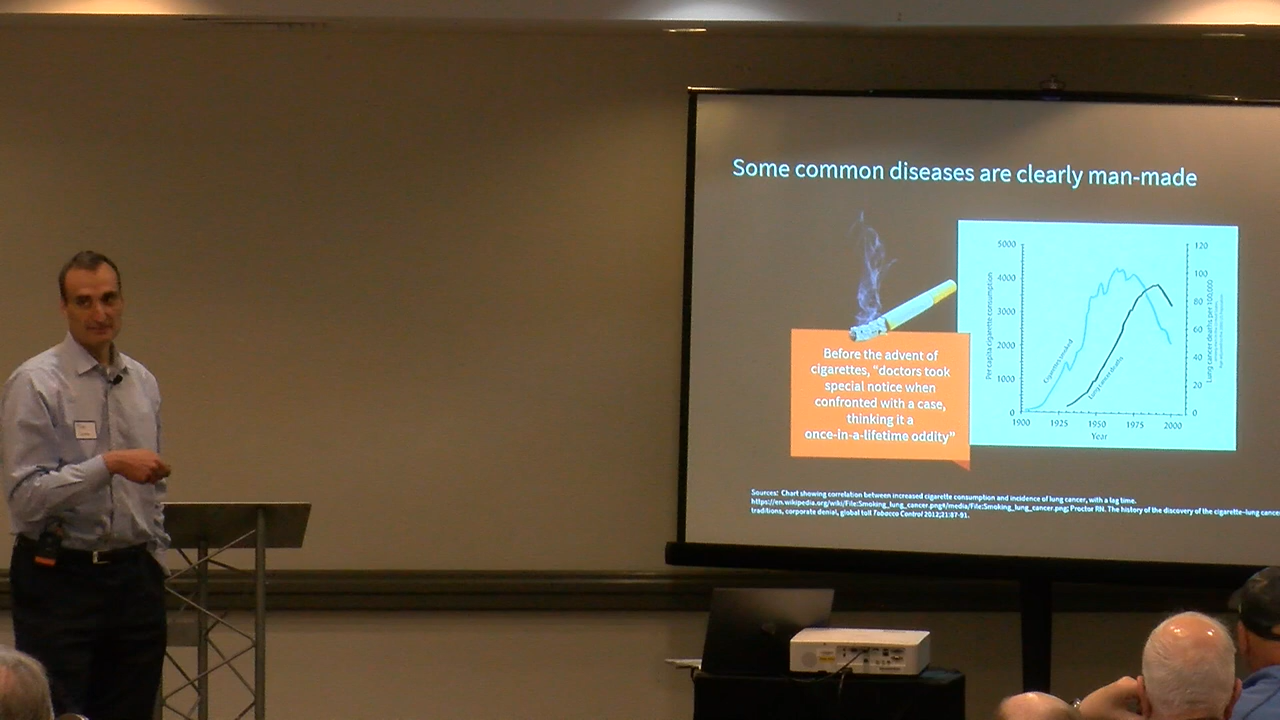 Some common diseases are clearly man-made
Before the advent of
cigarettes, “doctors took
special notice when
confronted with a case,
thinking it a
once-in-a-lifetime oddity”
5000
4000
3000
2000
1000
0
Per capita cigarette consumption
Cigarettes smoked
Lung cancer deaths
120
100
80
60
40
20
0
Lung cancer deaths per 100,000
1900 1925 1950 1975 2000
Year
Sources: Chart showing correlation between increased cigarette consumption and incidence of lung cancer, with a lag time.
https://en.wikipedia.org/wiki/File:Smoking_lung_cancer.png#/media/File:Smoking_lung_cancer.png; Proctor RN. The history of the discovery of the cigarette–lung cancer
traditions, corporate denial, global toll Tobacco Control 2012;21:87-91.